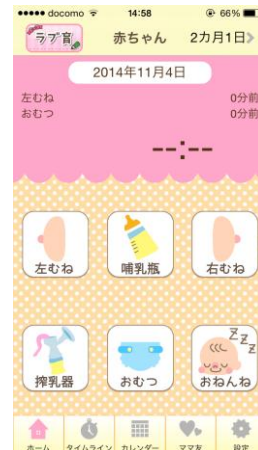 docomo 14:58 66%
ラブ育 赤ちゃん 2カ月1日
2014年11月4日
左むね 0分前
おむつ 0分前
--:--
左むね 哺乳瓶 右むね
搾乳器 おむつ おねんね
ZZZ
ホーム タイムライン カレンダー ママ友 設定